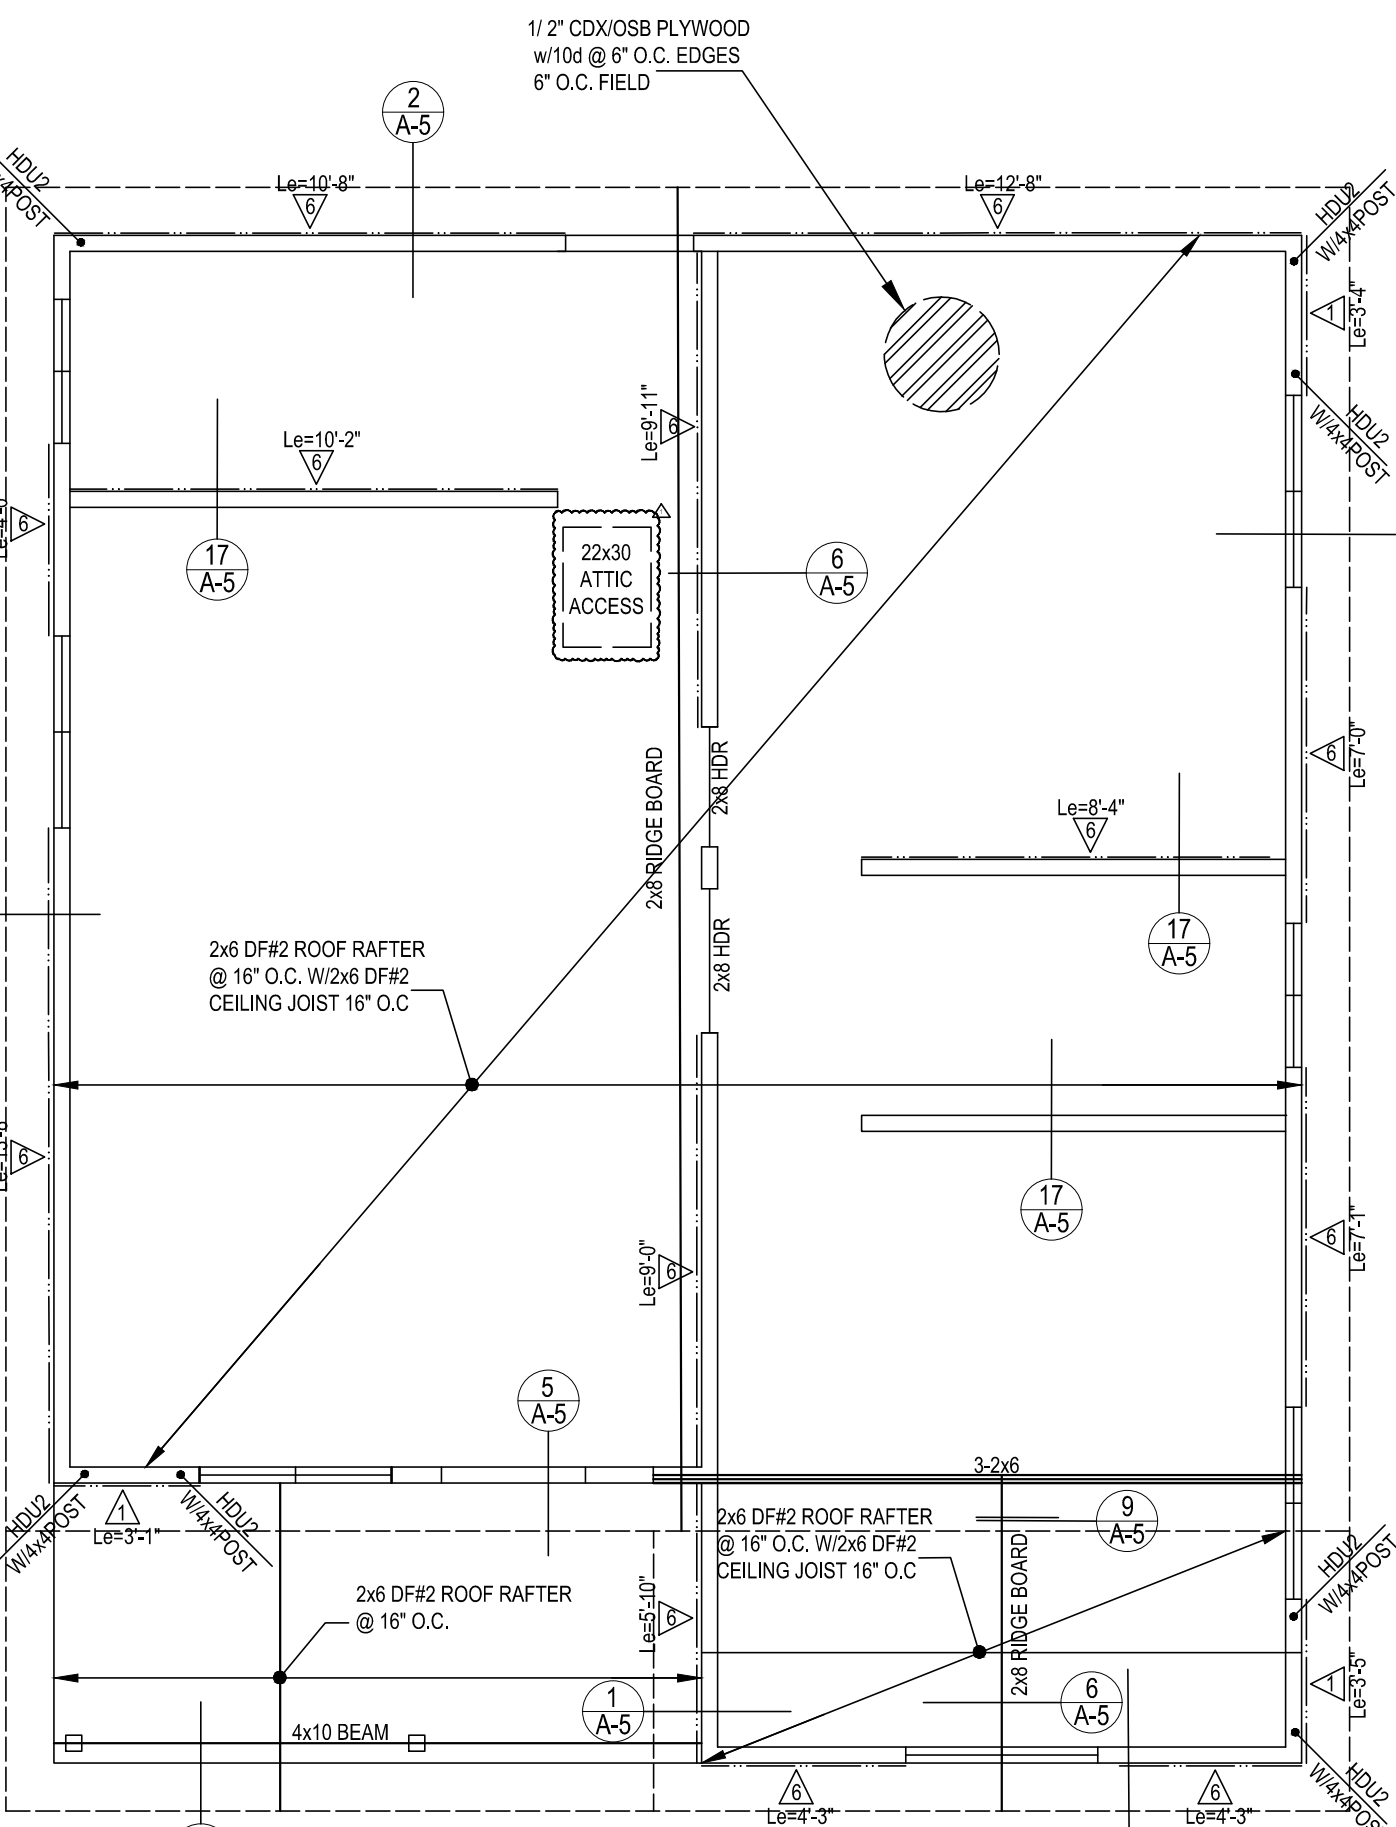 1/ 2" CDX/OSB PLYWOOD
w/10d @ 6" O.C. EDGES
6" O.C. FIELD
2
A-5
HDU2
Le=10'-8"
6
Le=12'-8"
6
HDU2
W/4x4POST
1
Le=3'-4"
HDU2
W/4x4POST
Le=9'-11"
6
Le=10'-2"
6
6
17
A-5
22x30
ATTIC
ACCESS
6
A-5
2x8 RIDGE BOARD
2x8 HDR
6
Le=7'-0"
Le=8'-4"
6
2x8 HDR
17
A-5
2x6 DF#2 ROOF RAFTER
@ 16" O.C. W/2x6 DF#2
CEILING JOIST 16" O.C
6
17
A-5
Le=9'-0"
6
6
Le=7'-1"
5
A-5
3-2x6
HDU2
W/4x4POST
1
Le=3'-1"
HDU2
W/4x4POST
2x6 DF#2 ROOF RAFTER
@ 16" O.C. W/2x6 DF#2
CEILING JOIST 16" O.C
9
A-5
2x8 RIDGE BOARD
HDU2
W/4x4POST
2x6 DF#2 ROOF RAFTER
@ 16" O.C.
Le=5'-10"
6
1
A-5
6
A-5
1
Le=3'-5"
4x10 BEAM
HDU2
6
Le=4'-3"
6
Le=4'-3"